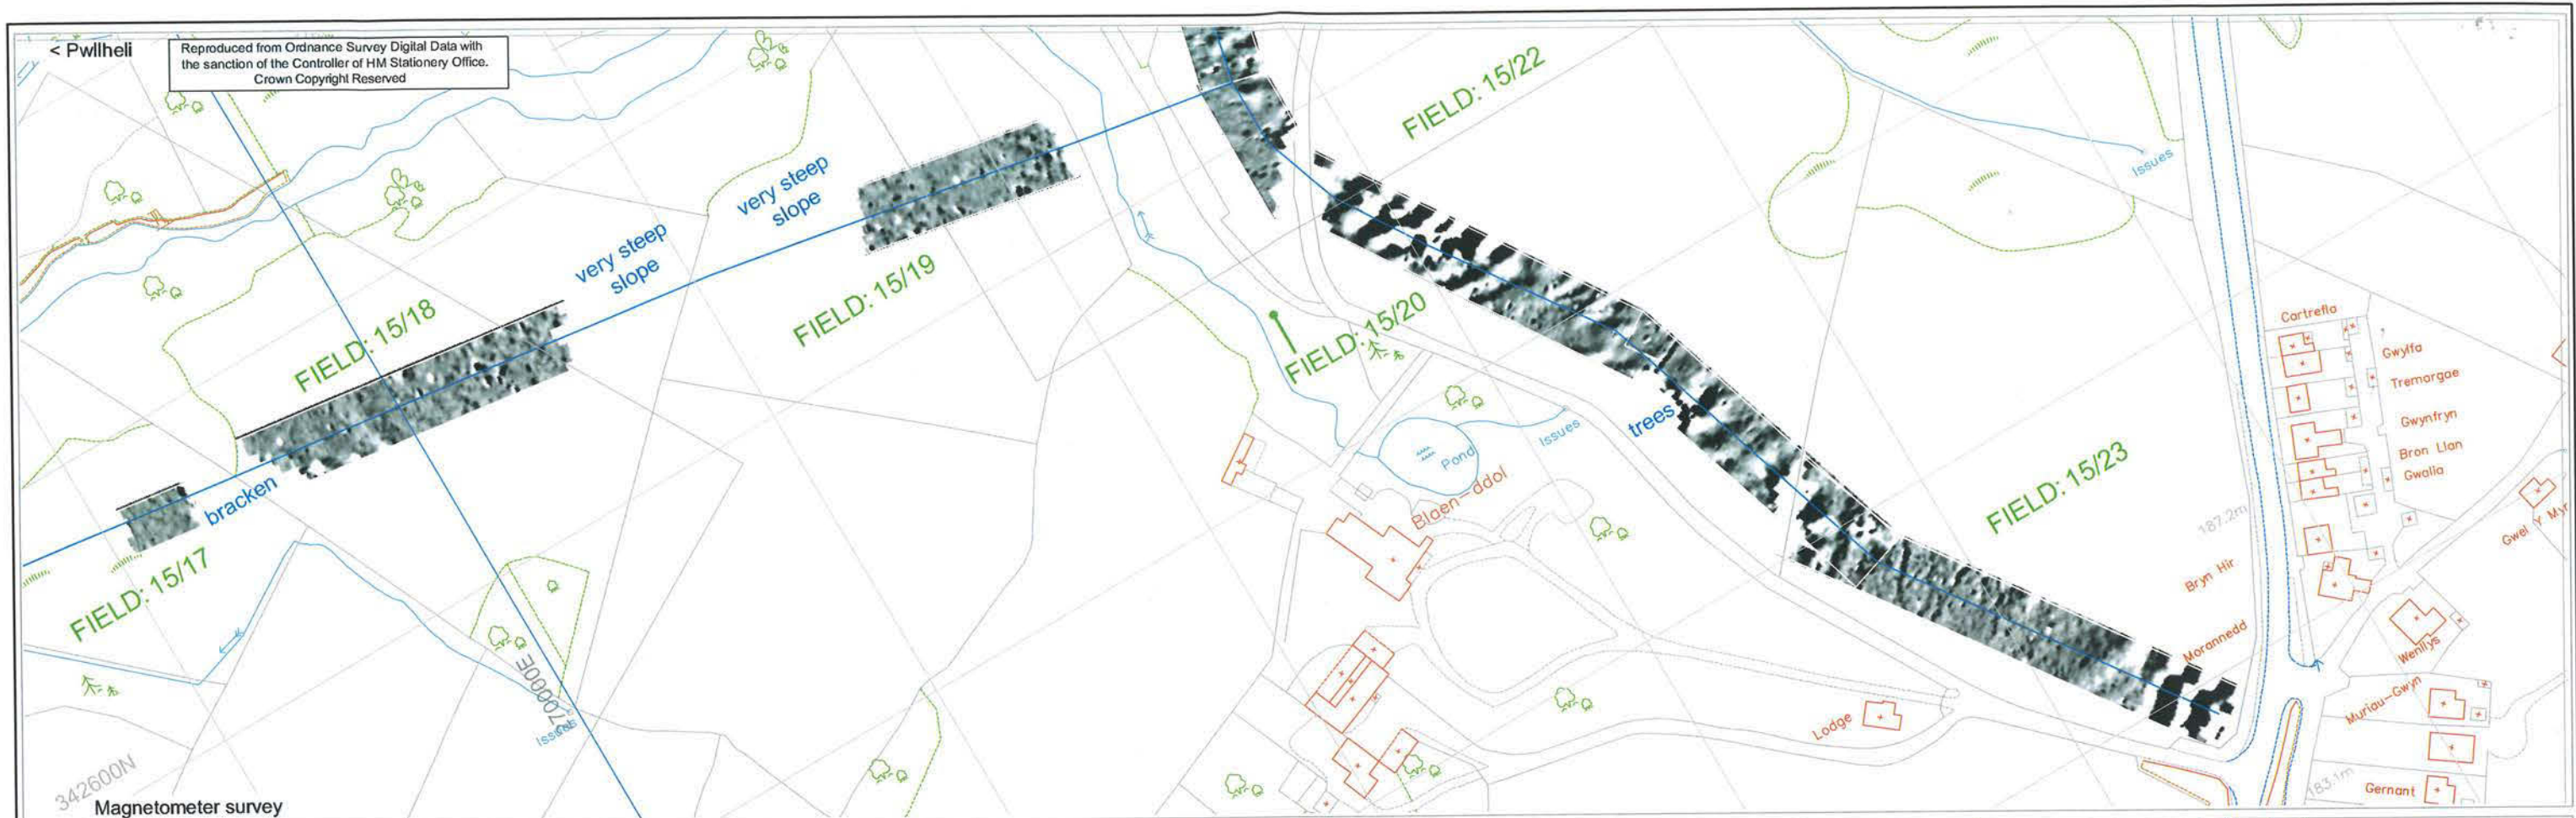 < Pwllheli
Reproduced from Ordnance Survey Digital Data with
the sanction of the Controller of HM Stationery Office.
Crown Copyright Reserved
FIELD: 15/22
Issues
very steep
slope
very steep
slope
FIELD: 15/19
FIELD: 15/18
FIELD: 15/20
Cartrefla
Gwylfa
Tremorgae
Gwynfryn
Bron Llan
Gwalia
trees
Issues
Pond
Blaen-ddol
FIELD: 15/23
bracken
FIELD: 15/17
187.2m
Gwel Y Myr
Bryn Hir
Morannedd
Wenllys
Muriau-Gwyn
270000E
Issues
Lodge
342600N
183.1m
Gernant
Magnetometer survey